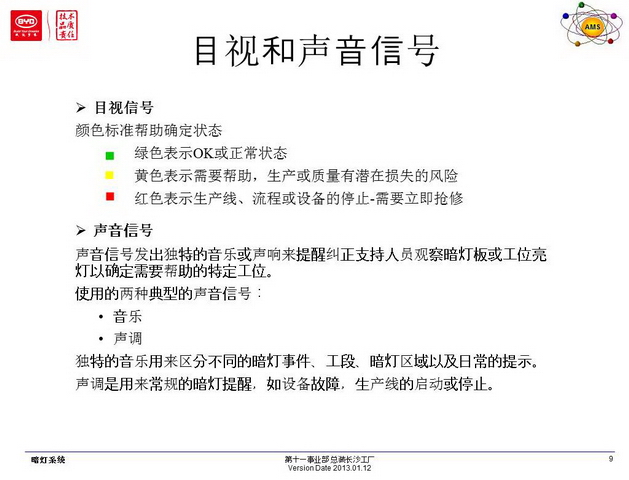 BYD
技术
品质
责任
AMS
目视和声音信号
➢ 目视信号
颜色标准帮助确定状态
绿色表示OK或正常状态
黄色表示需要帮助，生产或质量有潜在损失的风险
红色表示生产线、流程或设备的停止-需要立即抢修
➢ 声音信号
声音信号发出独特的音乐或声响来提醒纠正支持人员观察暗灯板或工位亮
灯以确定需要帮助的特定工位。
使用的两种典型的声音信号：
• 音乐
• 声调
独特的音乐用来区分不同的暗灯事件、工段、暗灯区域以及日常的提示。
声调是用来常规的暗灯提醒，如设备故障，生产线的启动或停止。
暗灯系统
第十一事业部总装长沙工厂
Version Date 2013.01.12
9